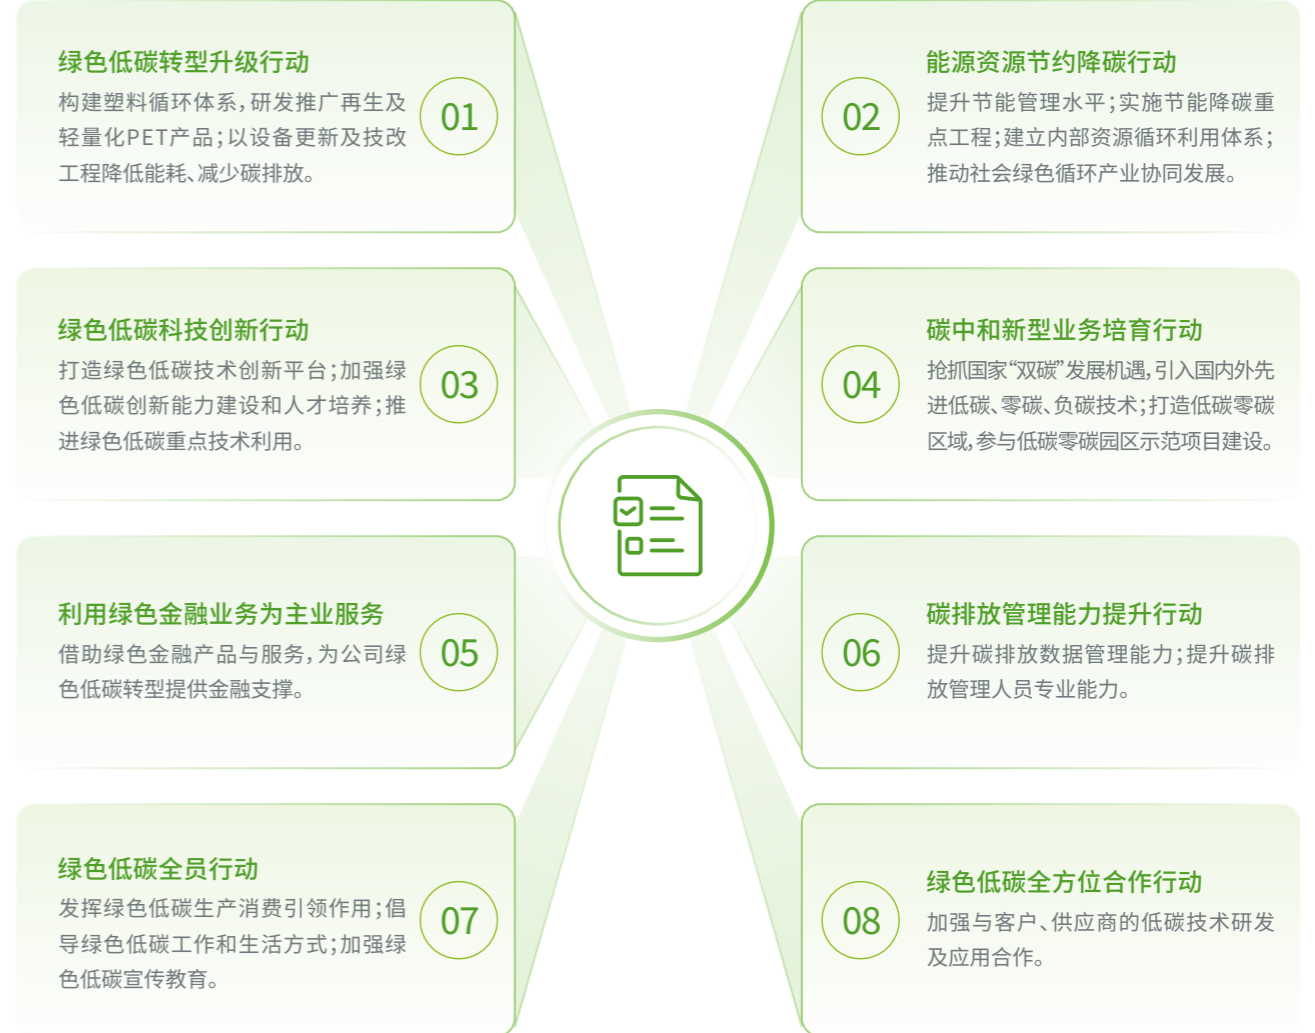 绿色低碳转型升级行动
构建塑料循环体系，研发推广再生及
轻量化PET产品；以设备更新及技改
工程降低能耗、减少碳排放。
01
能源资源节约降碳行动
提升节能管理水平；实施节能降碳重
点工程；建立内部资源循环利用体系；
推动社会绿色循环产业协同发展。
02
绿色低碳科技创新行动
打造绿色低碳技术创新平台；加强绿
色低碳创新能力建设和人才培养；推
进绿色低碳重点技术利用。
03
碳中和新型业务培育行动
抢抓国家“双碳”发展机遇，引入国内外先
进低碳、零碳、负碳技术；打造低碳零碳
区域，参与低碳零碳园区示范项目建设。
04
利用绿色金融业务为主业服务
借助绿色金融产品与服务，为公司绿
色低碳转型提供金融支撑。
05
碳排放管理能力提升行动
提升碳排放数据管理能力；提升碳排
放管理人员专业能力。
06
绿色低碳全员行动
发挥绿色低碳生产消费引领作用；倡
导绿色低碳工作和生活方式；加强绿
色低碳宣传教育。
07
绿色低碳全方位合作行动
加强与客户、供应商的低碳技术研发
及应用合作。
08